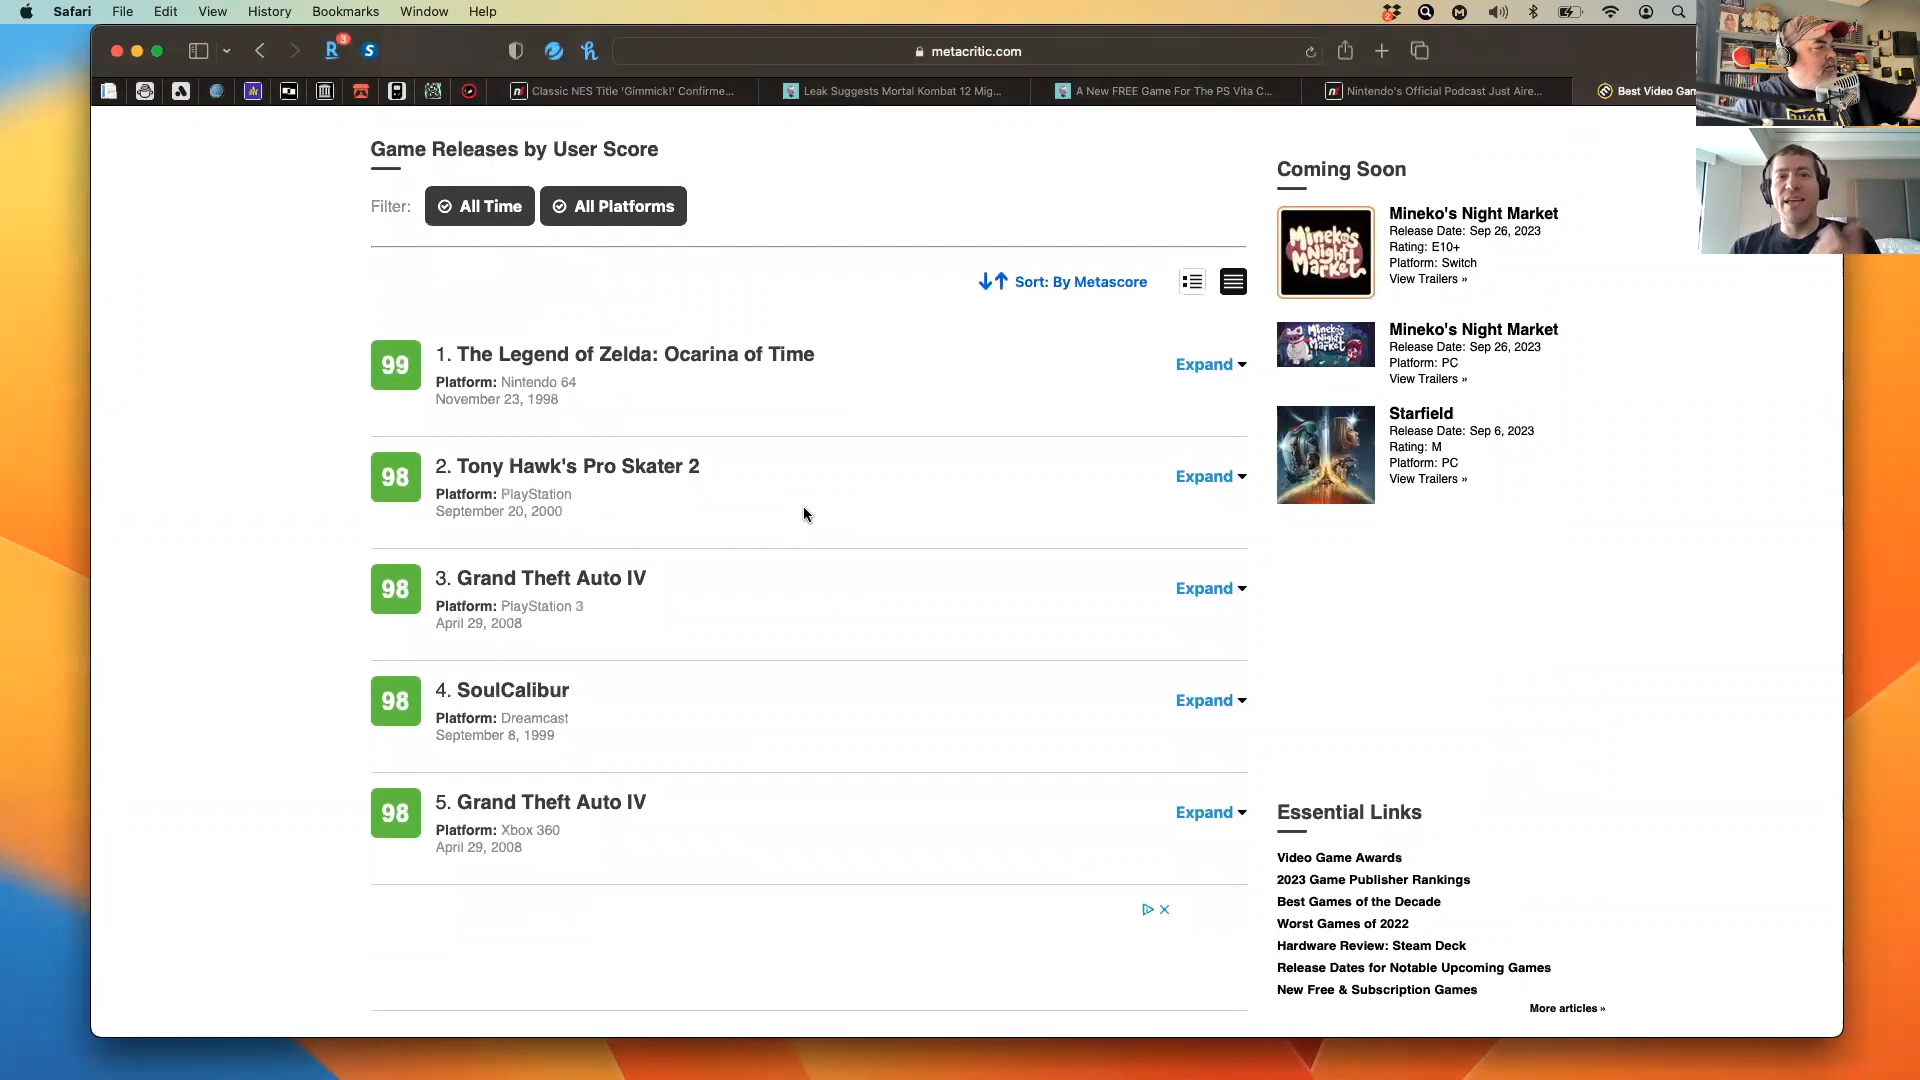 Safari File Edit View History Bookmarks Window Help
2
3
R S
metacritic.com
Classic NES Title 'Gimmick!' Confirme...
Leak Suggests Mortal Kombat 12 Mig...
A New FREE Game For The PS Vita C...
Nintendo's Official Podcast Just Aire...
Best Video Gam
Game Releases by User Score
Filter: All Time All Platforms
Sort: By Metascore
99
1. The Legend of Zelda: Ocarina of Time
Platform: Nintendo 64
November 23, 1998
Expand
98
2. Tony Hawk's Pro Skater 2
Platform: PlayStation
September 20, 2000
Expand
98
3. Grand Theft Auto IV
Platform: PlayStation 3
April 29, 2008
Expand
98
4. SoulCalibur
Platform: Dreamcast
September 8, 1999
Expand
98
5. Grand Theft Auto IV
Platform: Xbox 360
April 29, 2008
Expand
Coming Soon
Mineko's
Night
Market
Mineko's Night Market
Release Date: Sep 26, 2023
Rating: E10+
Platform: Switch
View Trailers »
Mineko's
Night
Market
Mineko's Night Market
Release Date: Sep 26, 2023
Platform: PC
View Trailers »
Starfield
Release Date: Sep 6, 2023
Rating: M
Platform: PC
View Trailers »
Essential Links
Video Game Awards
2023 Game Publisher Rankings
Best Games of the Decade
Worst Games of 2022
Hardware Review: Steam Deck
Release Dates for Notable Upcoming Games
New Free & Subscription Games
More articles »